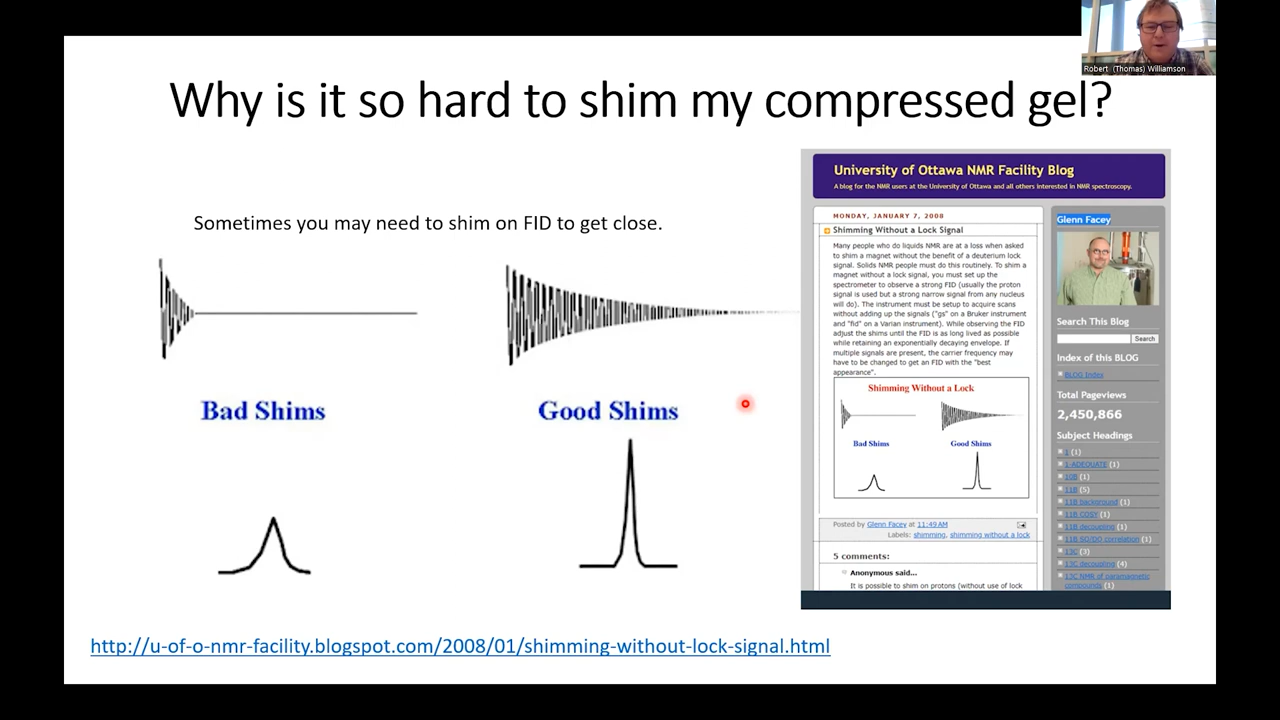 Robert (Thomas) Williamson
Why is it so hard to shim my compressed gel?
Sometimes you may need to shim on FID to get close.
Bad Shims
Good Shims
http://u-of-o-nmr-facility.blogspot.com/2008/01/shimming-without-lock-signal.html
University of Ottawa NMR Facility Blog
A blog for the NMR users at the University of Ottawa and all others interested in NMR spectroscopy.
MONDAY, JANUARY 7, 2008
Shimming Without a Lock Signal
Many people who do liquids NMR are at a loss when asked
to shim a magnet without the benefit of a deuterium lock
signal. Solids NMR people must do this routinely. To shim a
magnet without a lock signal, you must set up the
spectrometer to observe a strong FID (usually the proton
signal is used but a strong narrow signal from any nucleus
will do). The instrument must be setup to acquire scans
without adding up the signals ("gs" on a Bruker instrument
and "fid" on a Varian instrument). While observing the FID
adjust the shims until the FID is as long lived as possible
while retaining an exponentially decaying envelope. If
multiple signals are present, the carrier frequency may
have to be changed to get an FID with the "best
appearance".
Shimming Without a Lock
Bad Shims
Good Shims
Posted by Glenn Facey at 11:49 AM
Labels: shimming, shimming without a lock
5 comments:
Anonymous said...
It is possible to shim on protons (without use of lock
Glenn Facey
Search This Blog
Search
Index of this BLOG
BLOG Index
Total Pageviews
2,450,866
Subject Headings
1 (1)
1-ADEQUATE (1)
10B (1)
11B (5)
11B background (1)
11B COSY (1)
11B decoupling (1)
11B SQ/DQ correlation (1)
13C (3)
13C decoupling (4)
13C NMR of paramagnetic
compounds (1)